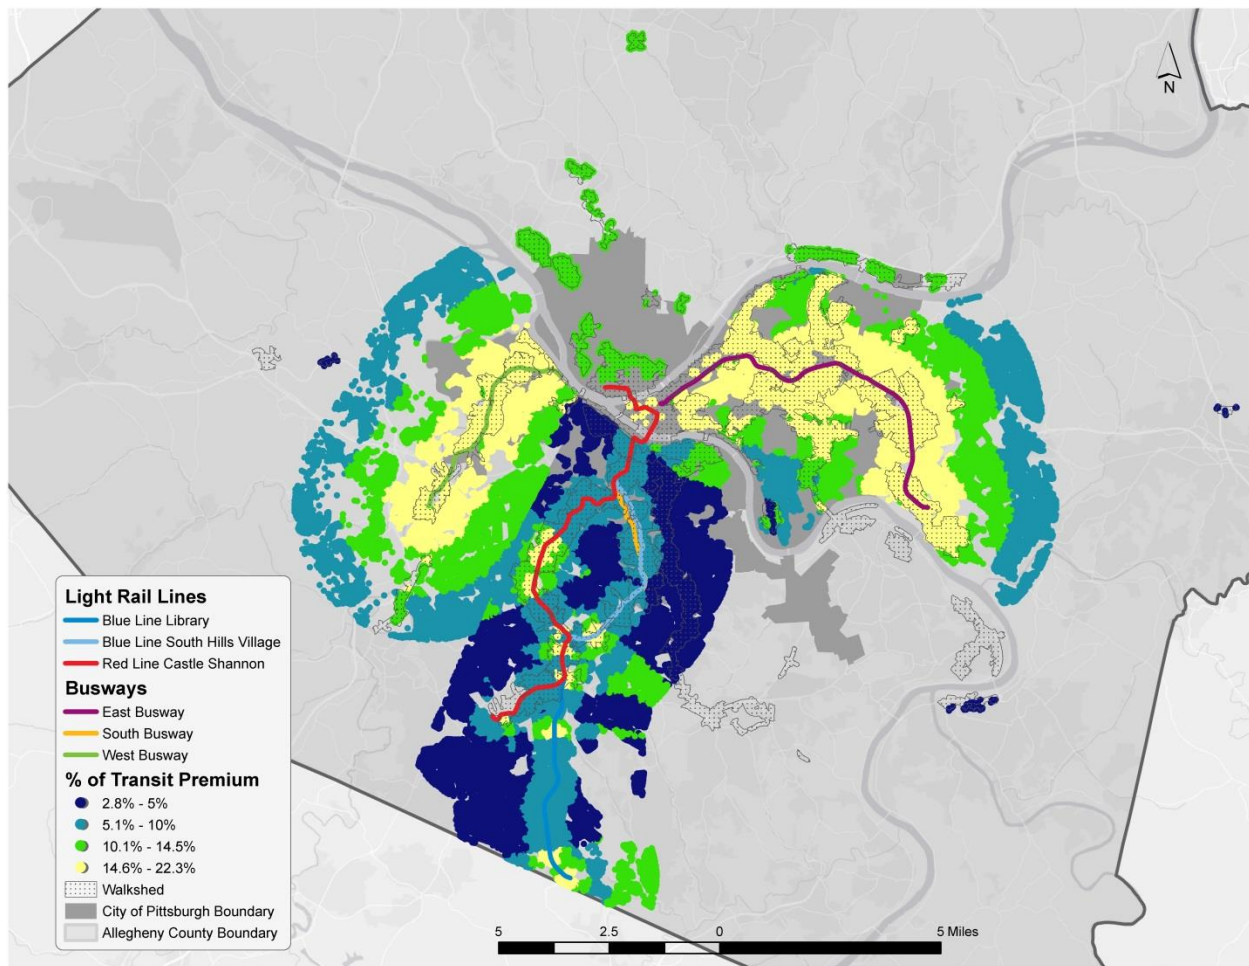 N
Light Rail Lines
Blue Line Library
Blue Line South Hills Village
Red Line Castle Shannon
Busways
East Busway
South Busway
West Busway
% of Transit Premium
2.8% - 5%
5.1% - 10%
10.1% - 14.5%
14.6% - 22.3%
Walkshed
City of Pittsburgh Boundary
Allegheny County Boundary
5 2.5 0 5 Miles